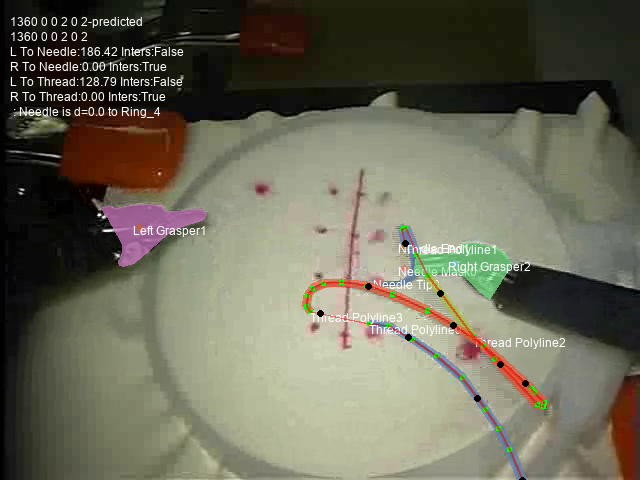 1360 0 0 2 0 2-predicted
1360 0 0 2 0 2
L To Needle:186.42 Inters:False
R To Needle:0.00 Inters:True
L To Thread:128.79 Inters:False
R To Thread:0.00 Inters:True
: Needle is d=0.0 to Ring_4
Left Grasper1
Thread Polyline1
Right Grasper2
Needle Tip
Thread Polyline3
Thread Polyline2